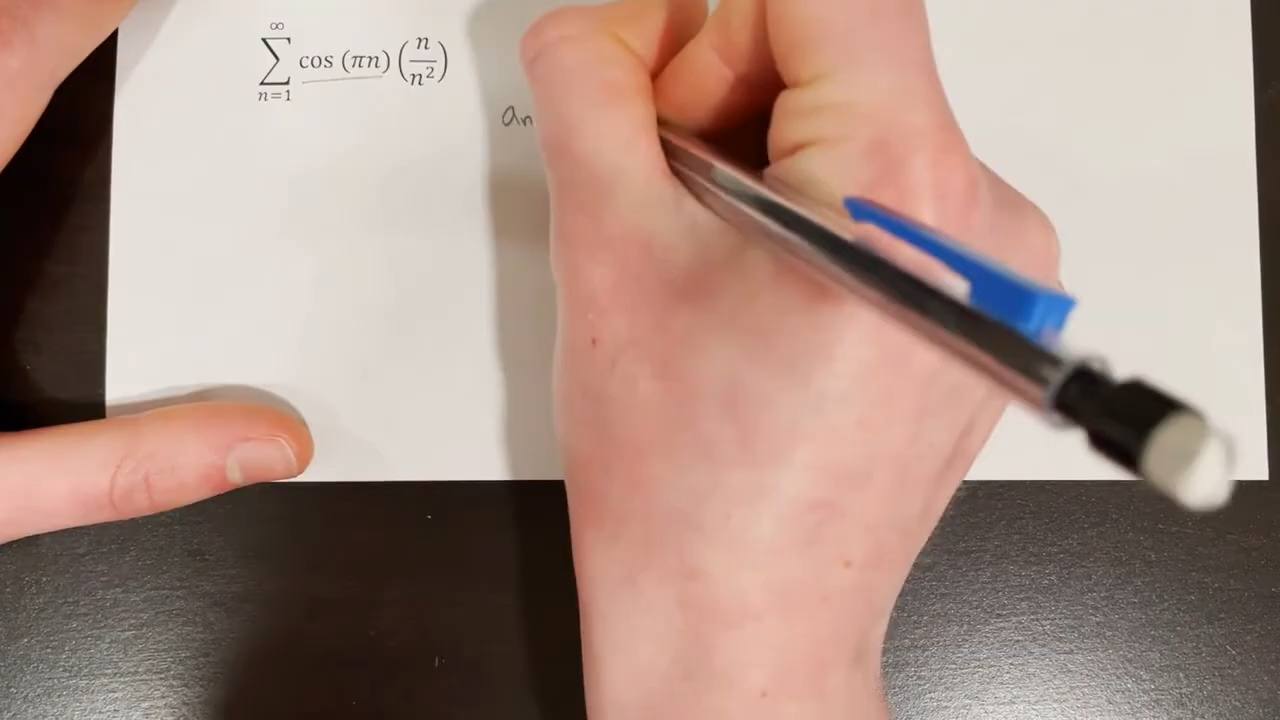 ∞
∑ cos (πn) (n/n²)
n=1
an